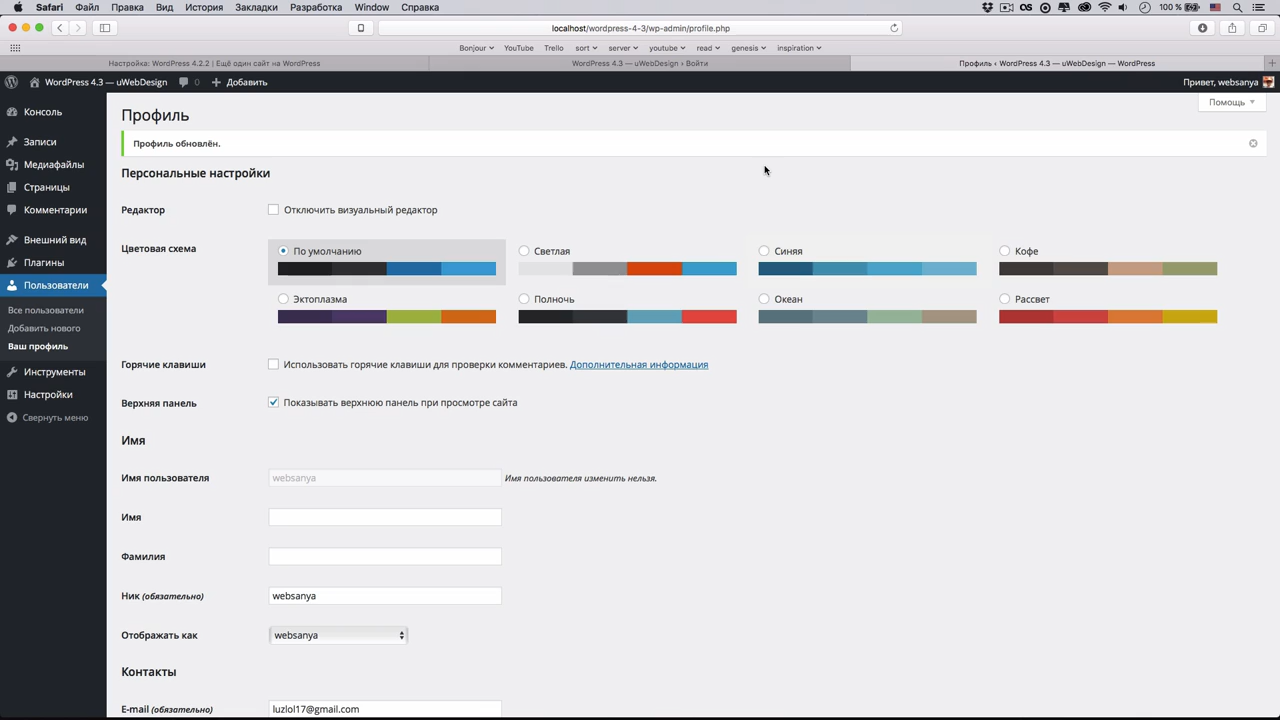 Safari Файл Правка Вид История Закладки Разработка Window Справка 100 %
localhost/wordpress-4-3/wp-admin/profile.php
Bonjour YouTube Trello sort server youtube read genesis inspiration
Настройка: WordPress 4.2.2 | Ещё один сайт на WordPress WordPress 4.3 — uWebDesign › Войти Профиль ‹ WordPress 4.3 — uWebDesign — WordPress
WordPress 4.3 — uWebDesign 0 + Добавить Привет, websanya
Помощь
Консоль
Записи
Медиафайлы
Страницы
Комментарии
Внешний вид
Плагины
Пользователи
Все пользователи
Добавить нового
Ваш профиль
Инструменты
Настройки
Свернуть меню
Профиль
Профиль обновлён.
Персональные настройки
Редактор Отключить визуальный редактор
Цветовая схема По умолчанию Светлая Синяя Кофе
Эктоплазма Полночь Океан Рассвет
Горячие клавиши Использовать горячие клавиши для проверки комментариев. Дополнительная информация
Верхняя панель Показывать верхнюю панель при просмотре сайта
Имя
Имя пользователя websanya Имя пользователя изменить нельзя.
Имя
Фамилия
Ник (обязательно) websanya
Отображать как websanya
Контакты
E-mail (обязательно) luzlol17@gmail.com